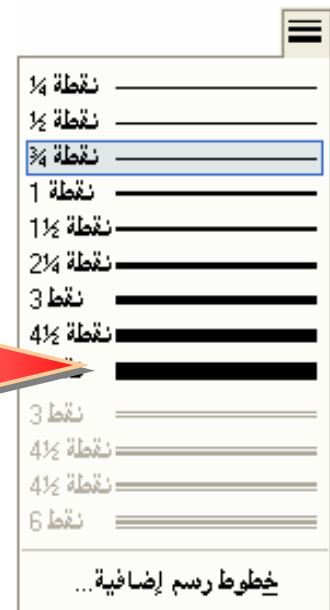 ¼ نقطة
½ نقطة
¾ نقطة
1 نقطة
1½ نقطة
2¼ نقطة
3 نقط
4½ نقطة
3 نقط
4½ نقطة
4½ نقطة
6 نقط
خطوط رسم إضافية...